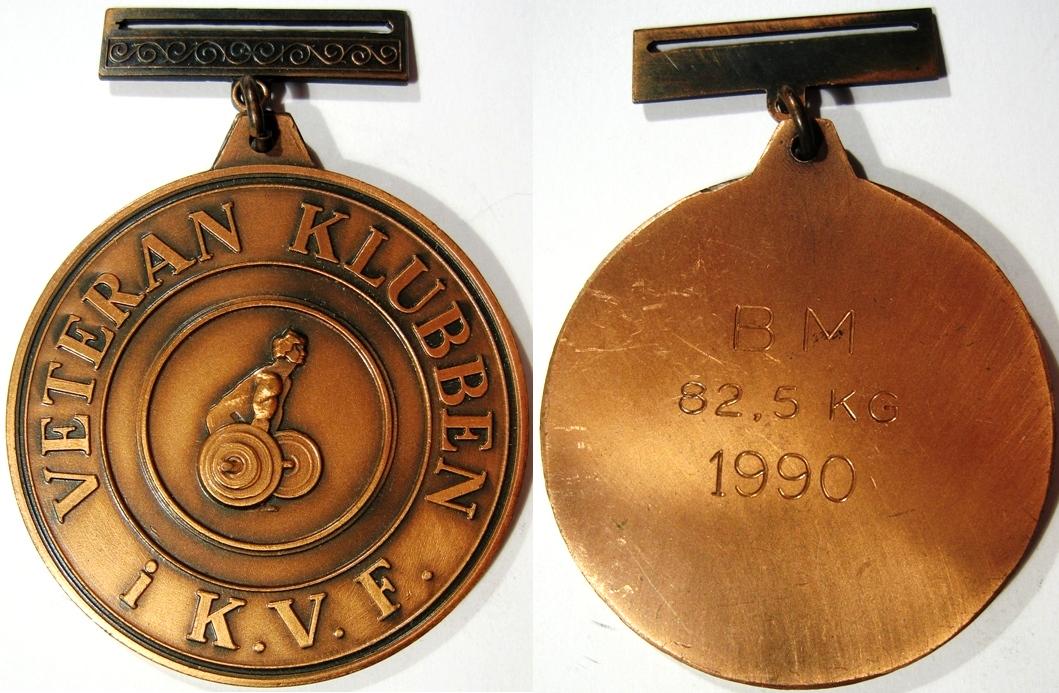 VETERAN KLUBBEN
i K.V.F.
BM
82,5 KG
1990